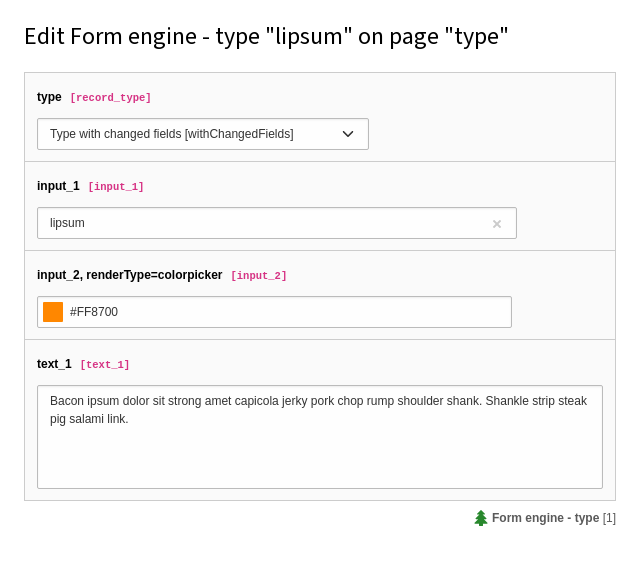 Edit Form engine - type "lipsum" on page "type"
type [record_type]
Type with changed fields [withChangedFields]
input_1 [input_1]
lipsum
input_2, renderType=colorpicker [input_2]
#FF8700
text_1 [text_1]
Bacon ipsum dolor sit strong amet capicola jerky pork chop rump shoulder shank. Shankle strip steak
pig salami link.
Form engine - type [1]